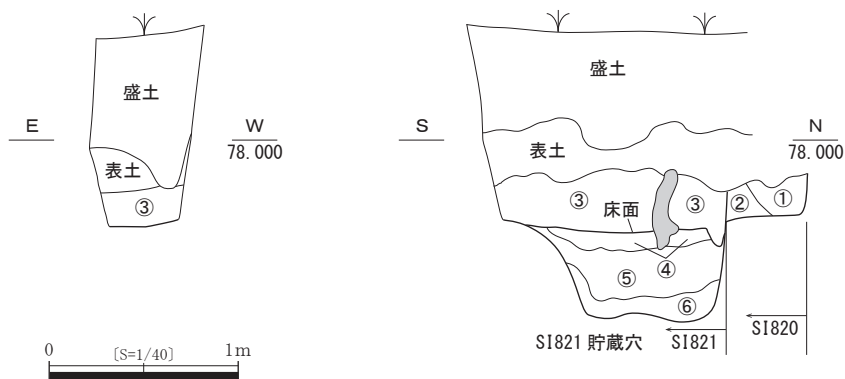 盛土
E
W
78.000
表土
③
盛土
S
N
78.000
表土
③
床面
③
②
①
④
⑤
⑥
SI821 貯蔵穴
SI821
SI820
0
[S=1/40]
1m